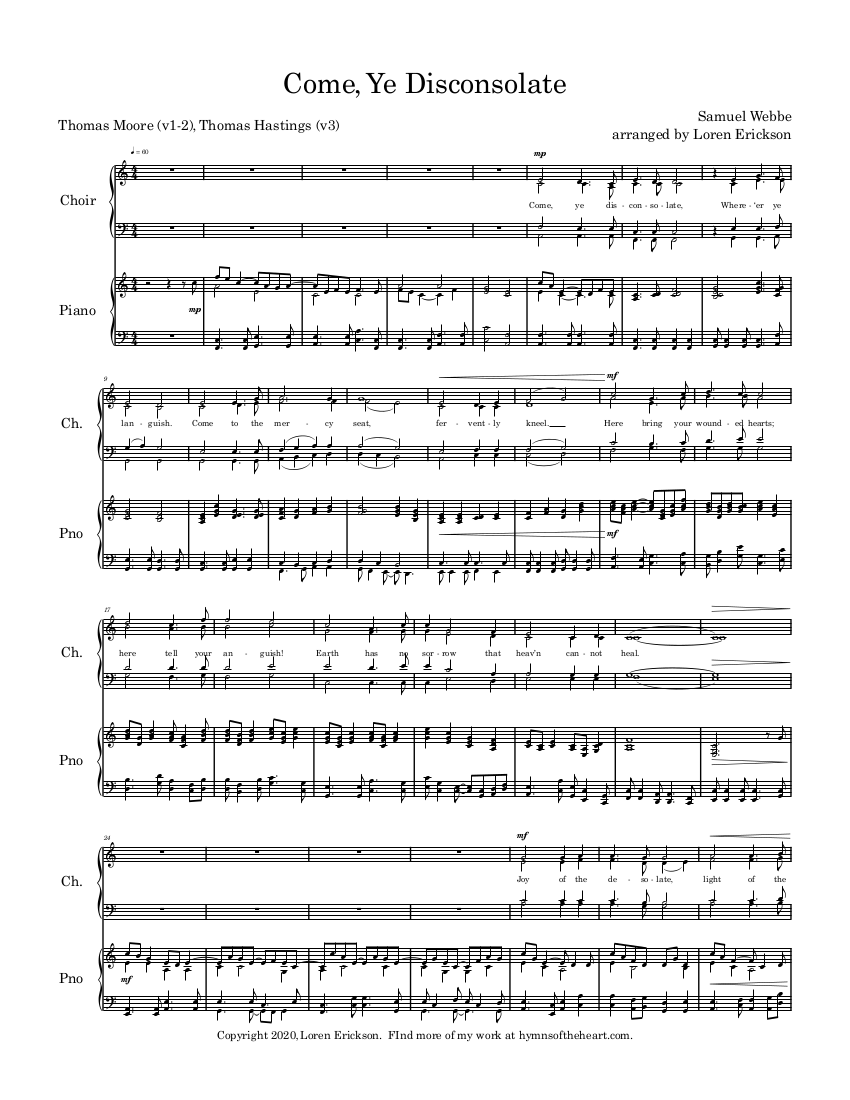 Come, Ye Disconsolate
Thomas Moore (v1-2), Thomas Hastings (v3)
Samuel Webbe
arranged by Loren Erickson
♩ = 60
mp
Choir
Come, ye dis - con - so - late, Where - 'er ye
Piano
mp
9
mf
Ch.
lan - guish. Come to the mer - cy seat, fer - vent - ly kneel. Here bring your wound - ed hearts;
Pno
mf
17
Ch.
here tell your an - guish! Earth has no sor - row that heav'n can - not heal.
Pno
24
mf
Ch.
Joy of the de - so - late, light of the
Pno
mf
Copyright 2020, Loren Erickson. FInd more of my work at hymnsoftheheart.com.